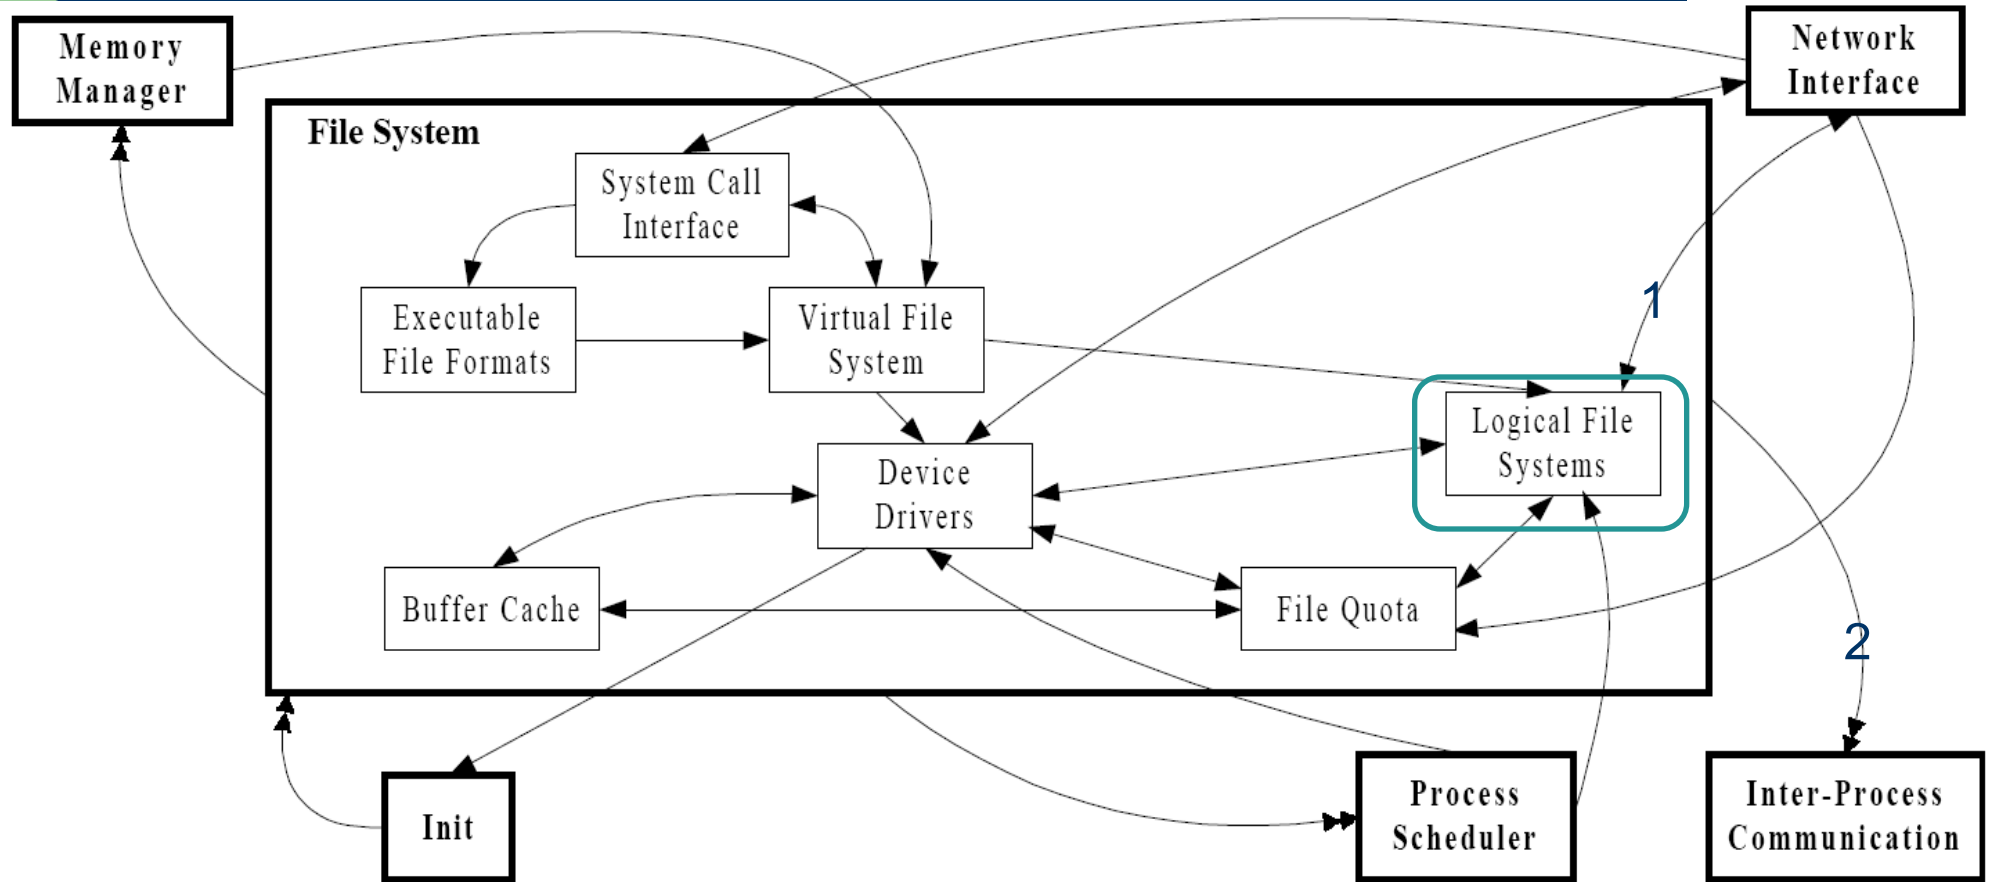 Memory
Manager
Network
Interface
File System
System Call
Interface
Executable
File Formats
Virtual File
System
1
Logical File
Systems
Device
Drivers
Buffer Cache
File Quota
2
Init
Process
Scheduler
Inter-Process
Communication